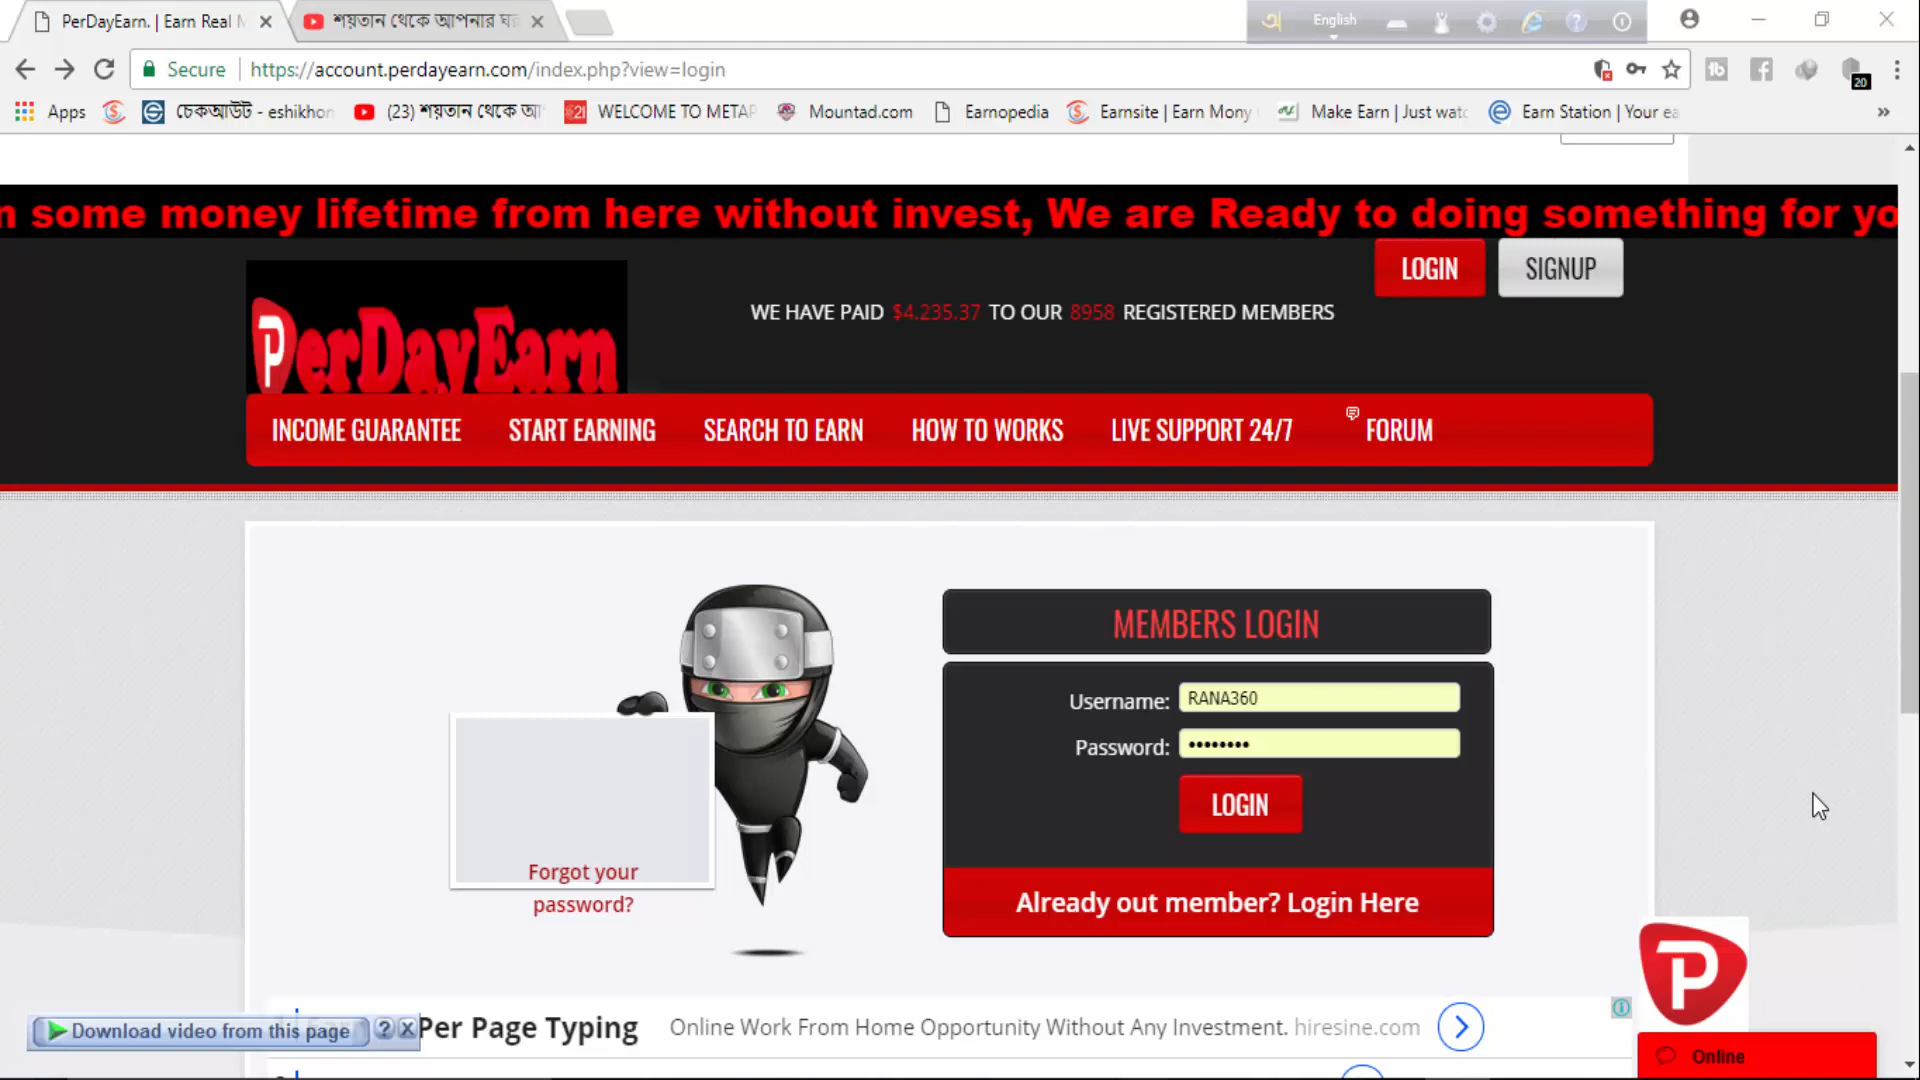 PerDayEarn. | Earn Real M
শয়তান থেকে আপনার ঘর
English
Secure
https://account.perdayearn.com/index.php?view=login
20
Apps
চেকআউট - eshikhon
(23) শয়তান থেকে আ
WELCOME TO METAP
Mountad.com
Earnopedia
Earnsite | Earn Mony
Make Earn | Just watc
Earn Station | Your ea
n some money lifetime from here without invest, We are Ready to doing something for yo
LOGIN
SIGNUP
PerDayEarn
WE HAVE PAID $4.235.37 TO OUR 8958 REGISTERED MEMBERS
INCOME GUARANTEE
START EARNING
SEARCH TO EARN
HOW TO WORKS
LIVE SUPPORT 24/7
FORUM
MEMBERS LOGIN
Username: RANA360
Password: ••••••••
LOGIN
Forgot your
password?
Already out member? Login Here
Download video from this page
Per Page Typing
Online Work From Home Opportunity Without Any Investment. hiresine.com
Online